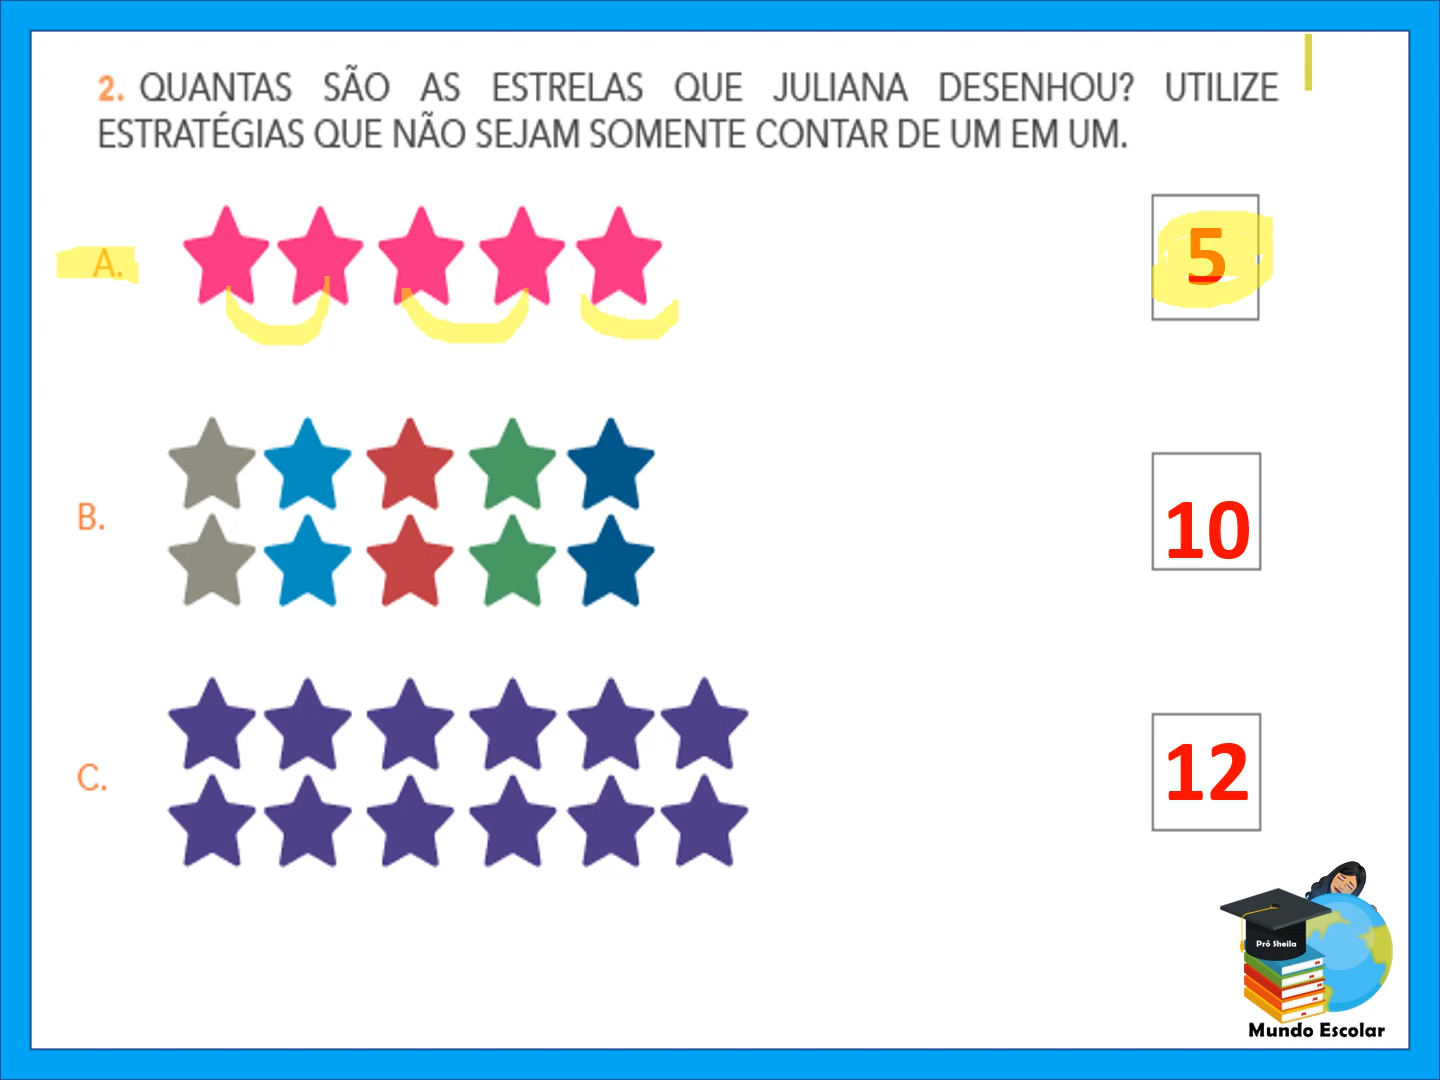 2. QUANTAS SÃO AS ESTRELAS QUE JULIANA DESENHOU? UTILIZE
ESTRATÉGIAS QUE NÃO SEJAM SOMENTE CONTAR DE UM EM UM.
A.
5
B.
10
C.
12
Prô Sheila
Mundo Escolar